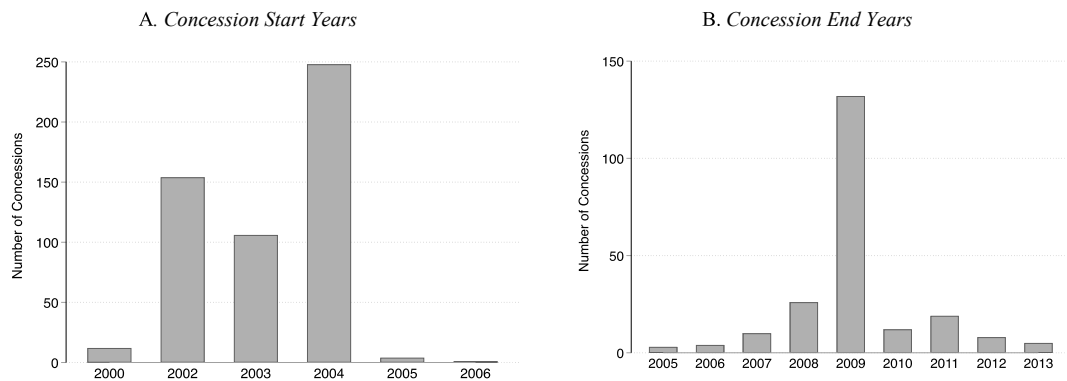 A. Concession Start Years
Number of Concessions
250
200
150
100
50
0
2000 2002 2003 2004 2005 2006
B. Concession End Years
Number of Concessions
150
100
50
0
2005 2006 2007 2008 2009 2010 2011 2012 2013